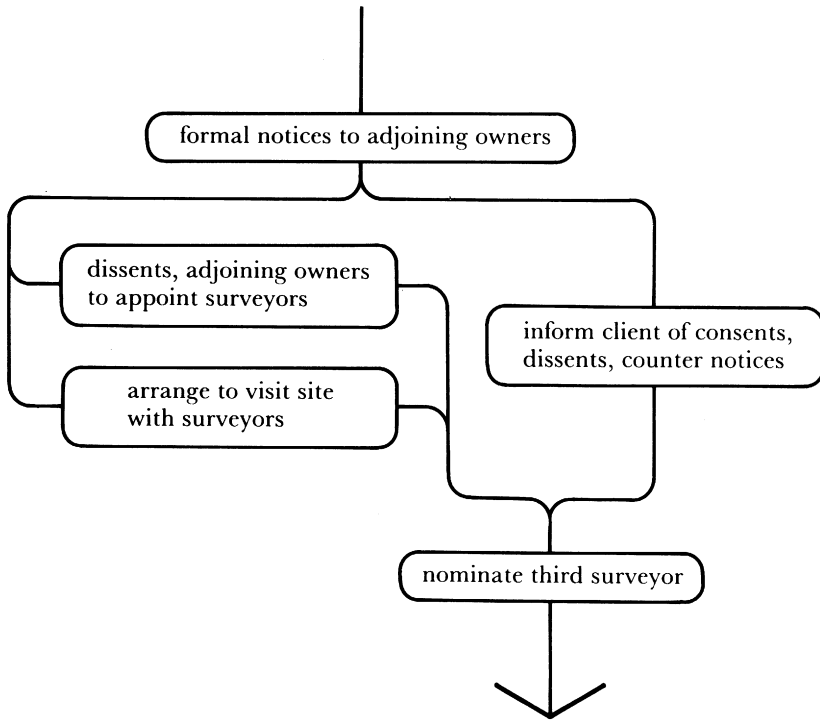 formal notices to adjoining owners
dissents, adjoining owners
to appoint surveyors
inform client of consents,
dissents, counter notices
arrange to visit site
with surveyors
nominate third surveyor